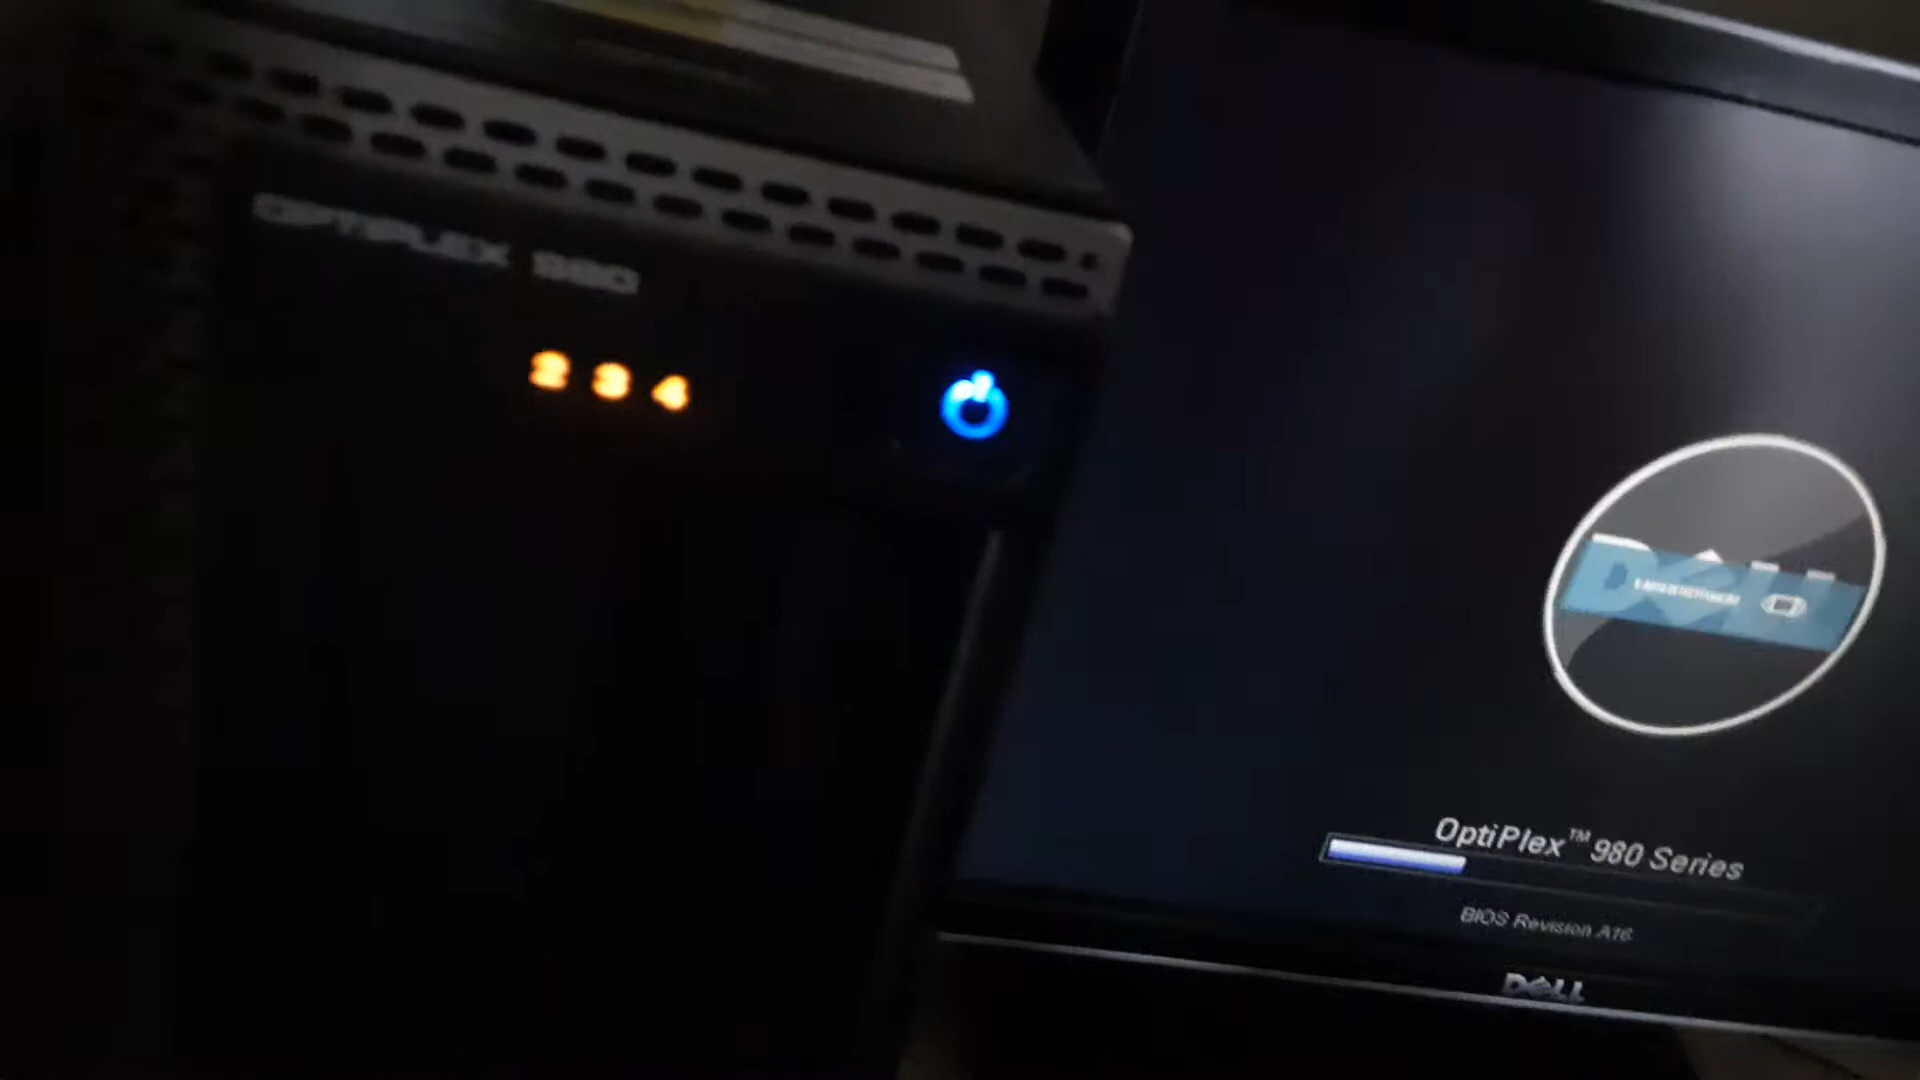 OPTIPLEX 980
2 3 4
OptiPlex™ 980 Series
BIOS Revision A16
DELL